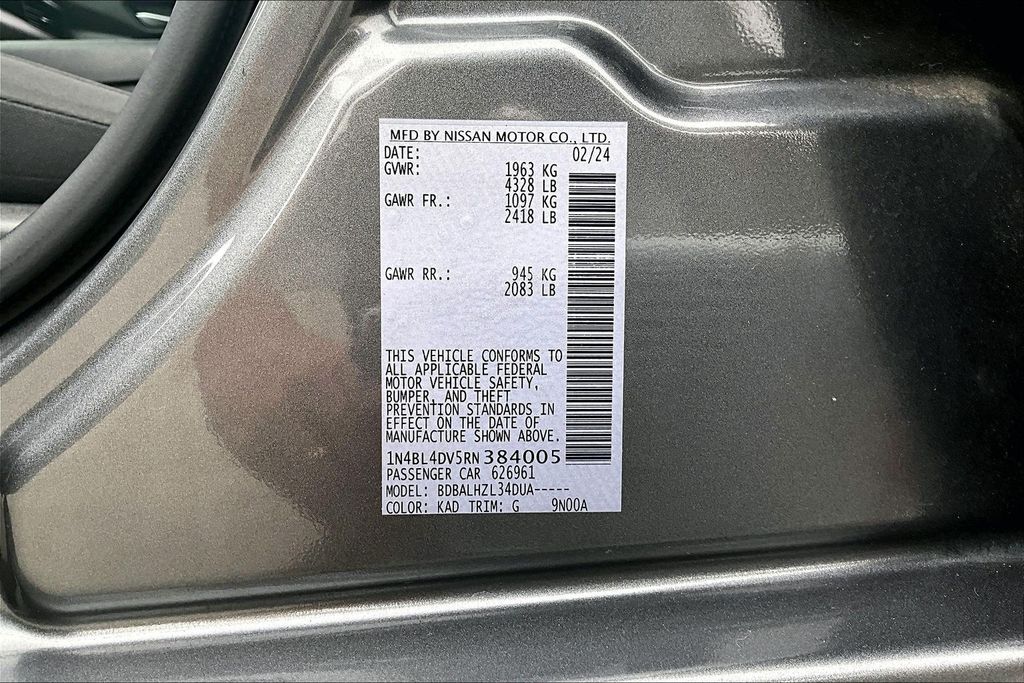 MFD BY NISSAN MOTOR CO., LTD.
DATE: 02/24
GVWR: 1963 KG
4328 LB
GAWR FR.: 1097 KG
2418 LB
GAWR RR.: 945 KG
2083 LB
THIS VEHICLE CONFORMS TO
ALL APPLICABLE FEDERAL
MOTOR VEHICLE SAFETY,
BUMPER, AND THEFT
PREVENTION STANDARDS IN
EFFECT ON THE DATE OF
MANUFACTURE SHOWN ABOVE.
1N4BL4DV5RN384005
PASSENGER CAR 626961
MODEL: BDBALHZL34DUA-----
COLOR: KAD TRIM: G 9N00A